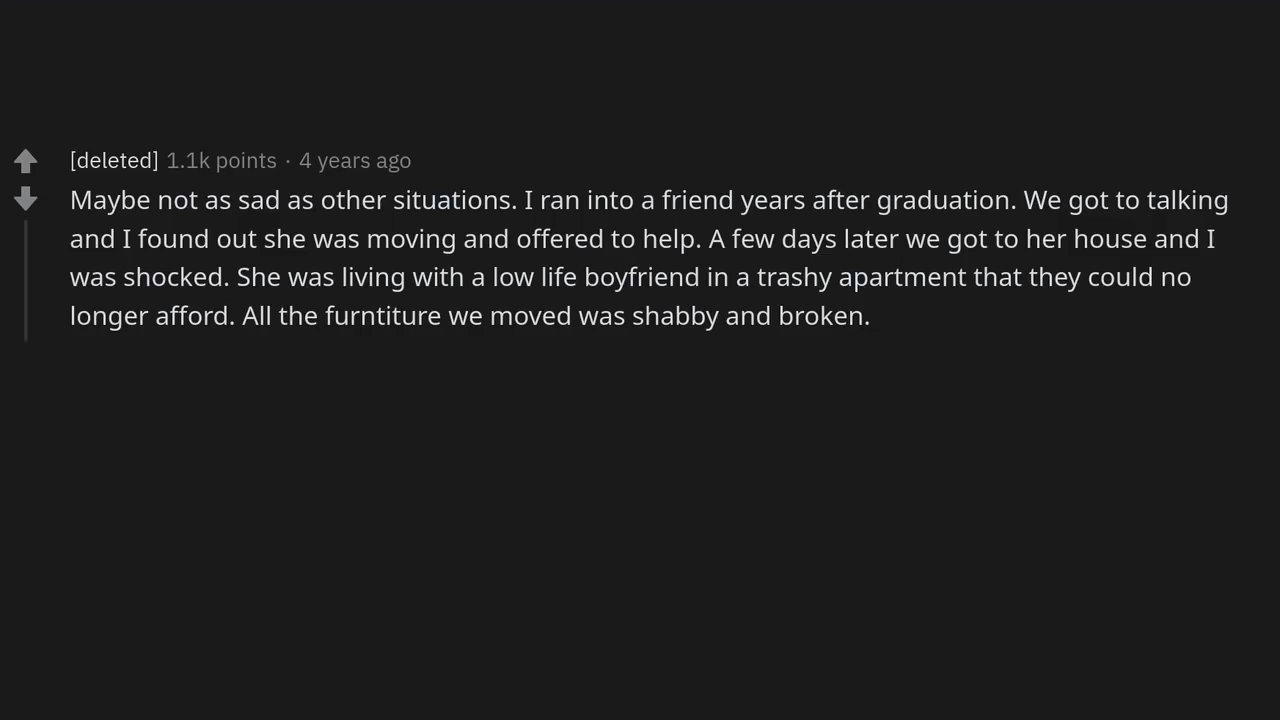 [deleted] 1.1k points · 4 years ago
Maybe not as sad as other situations. I ran into a friend years after graduation. We got to talking
and I found out she was moving and offered to help. A few days later we got to her house and I
was shocked. She was living with a low life boyfriend in a trashy apartment that they could no
longer afford. All the furntiture we moved was shabby and broken.